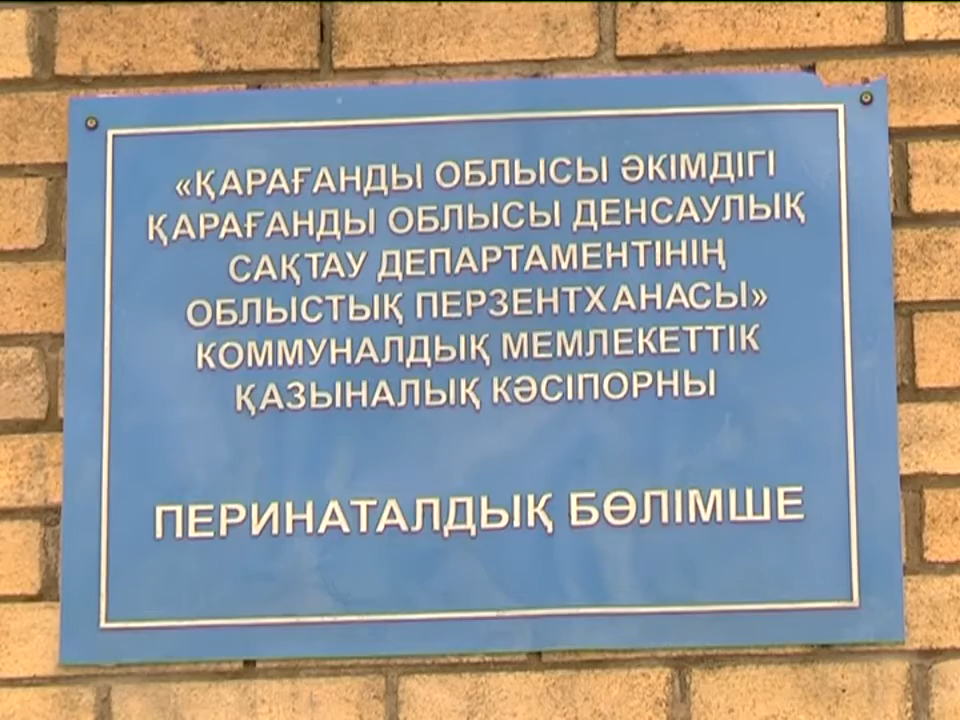 «ҚАРАҒАНДЫ ОБЛЫСЫ ӘКІМДІГІ
ҚАРАҒАНДЫ ОБЛЫСЫ ДЕНСАУЛЫҚ
САҚТАУ ДЕПАРТАМЕНТІНІҢ
ОБЛЫСТЫҚ ПЕРЗЕНТХАНАСЫ»
КОММУНАЛДЫҚ МЕМЛЕКЕТТІК
ҚАЗЫНАЛЫҚ КӘСІПОРНЫ
ПЕРИНАТАЛДЫҚ БӨЛІМШЕ